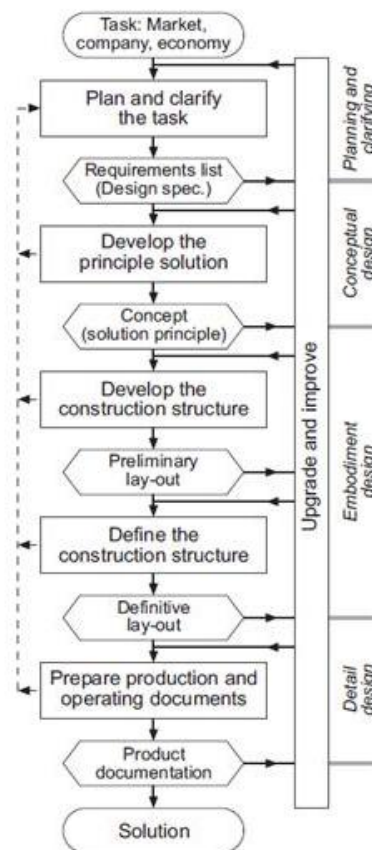 Task: Market,
company, economy
Plan and clarify
the task
Requirements list
(Design spec.)
Develop the
principle solution
Concept
(solution principle)
Develop the
construction structure
Preliminary
lay-out
Define the
construction structure
Definitive
lay-out
Prepare production and
operating documents
Product
documentation
Solution
Upgrade and improve
Planning and
clarifying
Conceptual
design
Embodiment
design
Detail
design